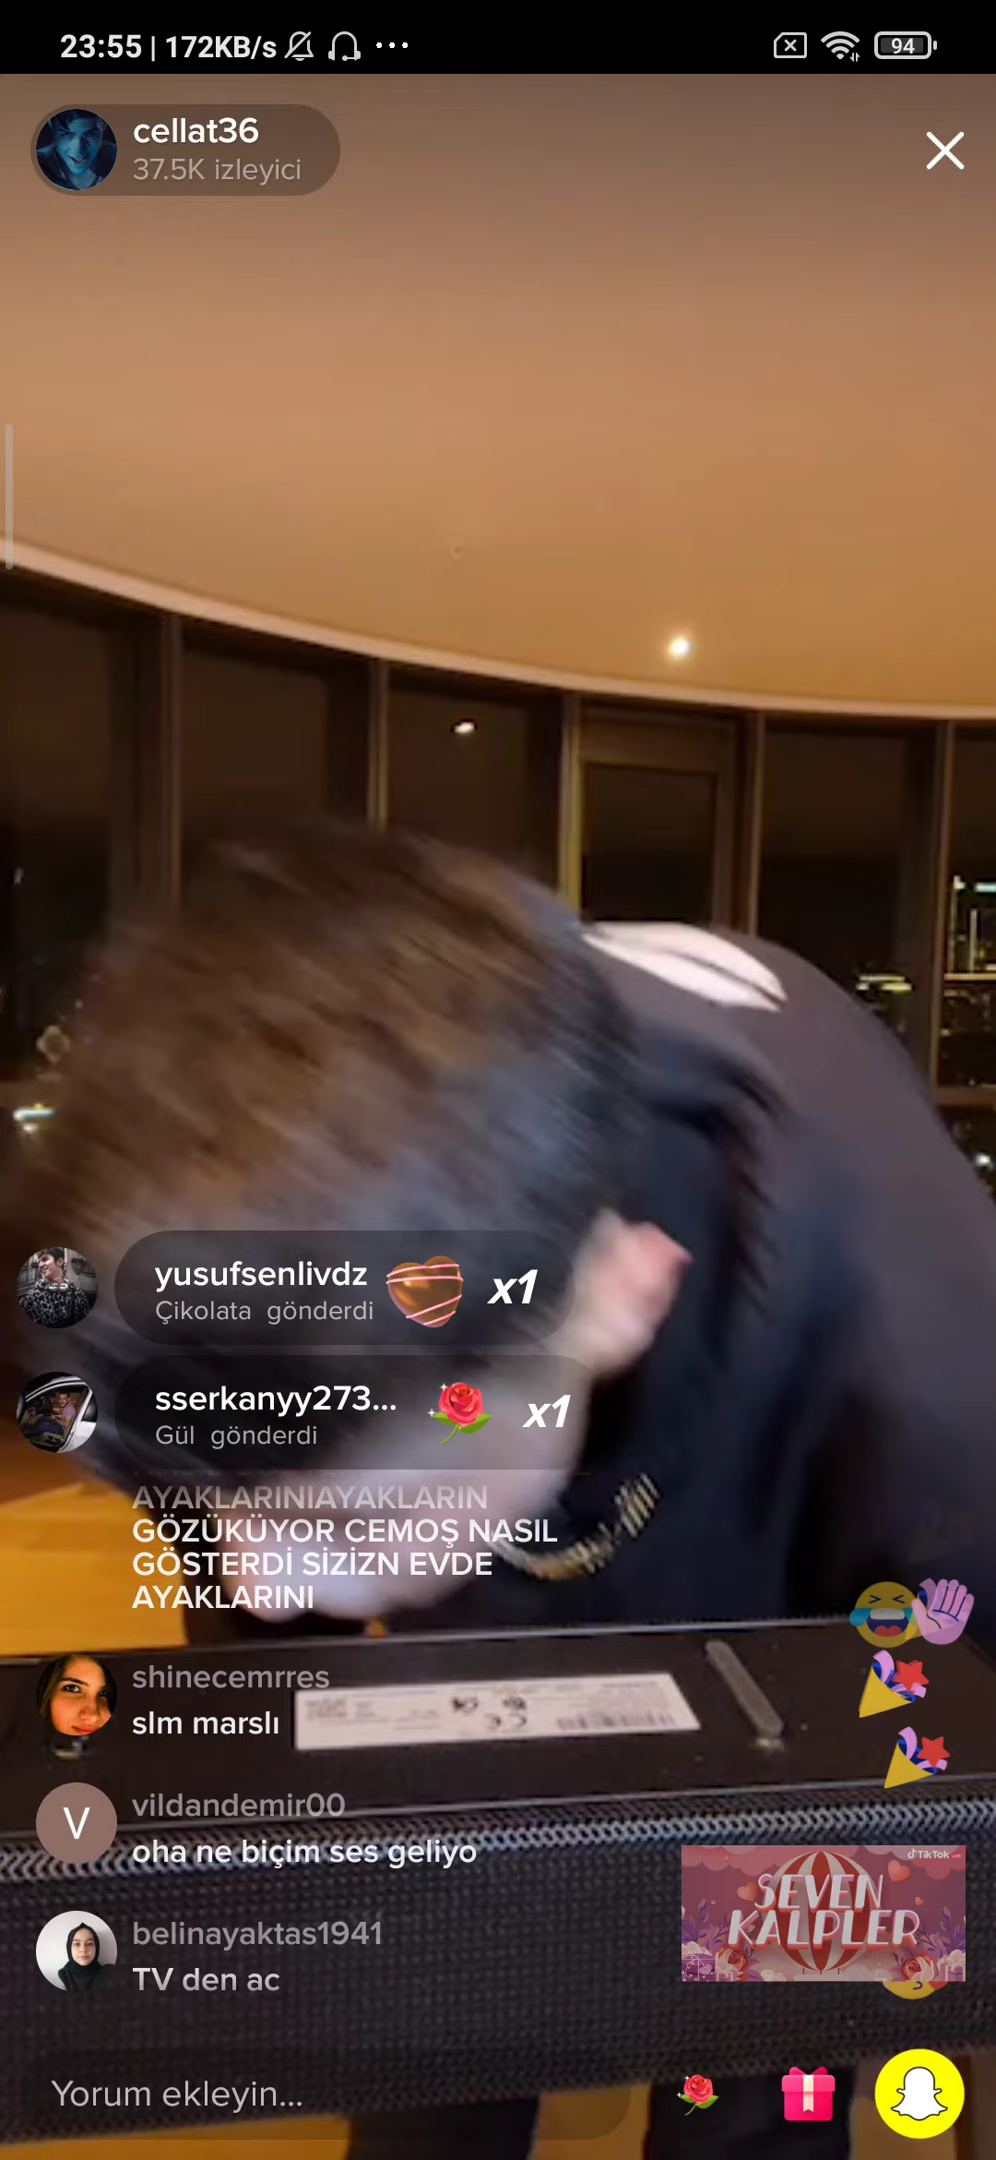 23:55 | 172KB/s
94
cellat36
37.5K izleyici
yusufsenlivdz
Çikolata gönderdi
x1
sserkanyy273...
Gül gönderdi
x1
AYAKLARINIAYAKLARIN
GÖZÜKÜYOR CEMOŞ NASIL
GÖSTERDİ SİZİZN EVDE
AYAKLARINI
shinecemrres
slm marslı
V
vildandemir00
oha ne biçim ses geliyo
belinayaktas1941
TV den ac
TikTok
SEVEN
KALPLER
Yorum ekleyin...